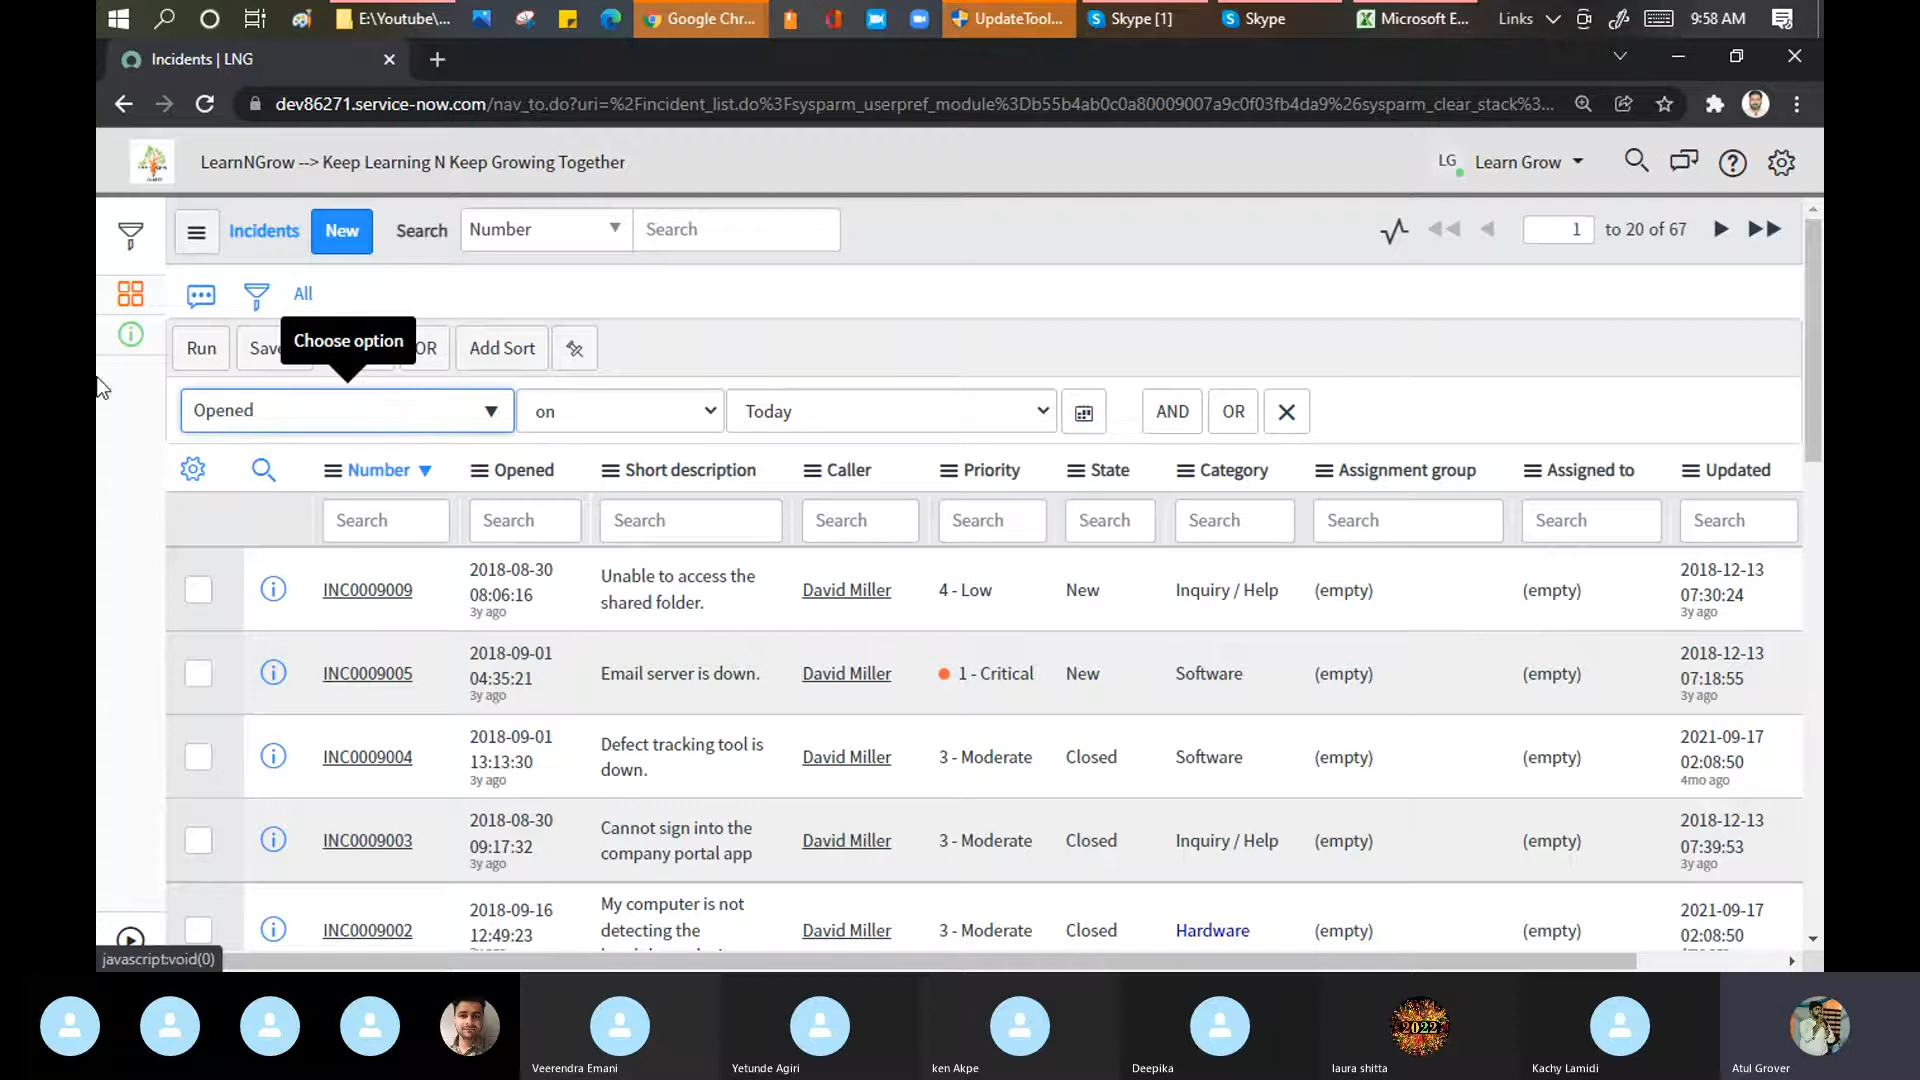 E:\Youtube\...
Google Chr...
UpdateTool...
Skype [1]
Skype
Microsoft E...
Links
9:58 AM
Incidents | LNG
dev86271.service-now.com/nav_to.do?uri=%2Fincident_list.do%3Fsysparm_userpref_module%3Db55b4ab0c0a80009007a9c0f03fb4da9%26sysparm_clear_stack%3...
LearnNGrow --> Keep Learning N Keep Growing Together
LG Learn Grow
Incidents New Search Number Search 1 to 20 of 67
All
Run Save OR Add Sort
Choose option
Opened on Today AND OR
Number Opened Short description Caller Priority State Category Assignment group Assigned to Updated
Search Search Search Search Search Search Search Search Search Search
INC0009009 2018-08-30 08:06:16 3y ago Unable to access the shared folder. David Miller 4 - Low New Inquiry / Help (empty) (empty) 2018-12-13 07:30:24 3y ago
INC0009005 2018-09-01 04:35:21 3y ago Email server is down. David Miller 1 - Critical New Software (empty) (empty) 2018-12-13 07:18:55 3y ago
INC0009004 2018-09-01 13:13:30 3y ago Defect tracking tool is down. David Miller 3 - Moderate Closed Software (empty) (empty) 2021-09-17 02:08:50 4mo ago
INC0009003 2018-08-30 09:17:32 3y ago Cannot sign into the company portal app David Miller 3 - Moderate Closed Inquiry / Help (empty) (empty) 2018-12-13 07:39:53 3y ago
INC0009002 2018-09-16 12:49:23 My computer is not detecting the David Miller 3 - Moderate Closed Hardware (empty) (empty) 2021-09-17 02:08:50
javascript:void(0)
2022
Veerendra Emani
Yetunde Agiri
ken Akpe
Deepika
laura shitta
Kachy Lamidi
Atul Grover